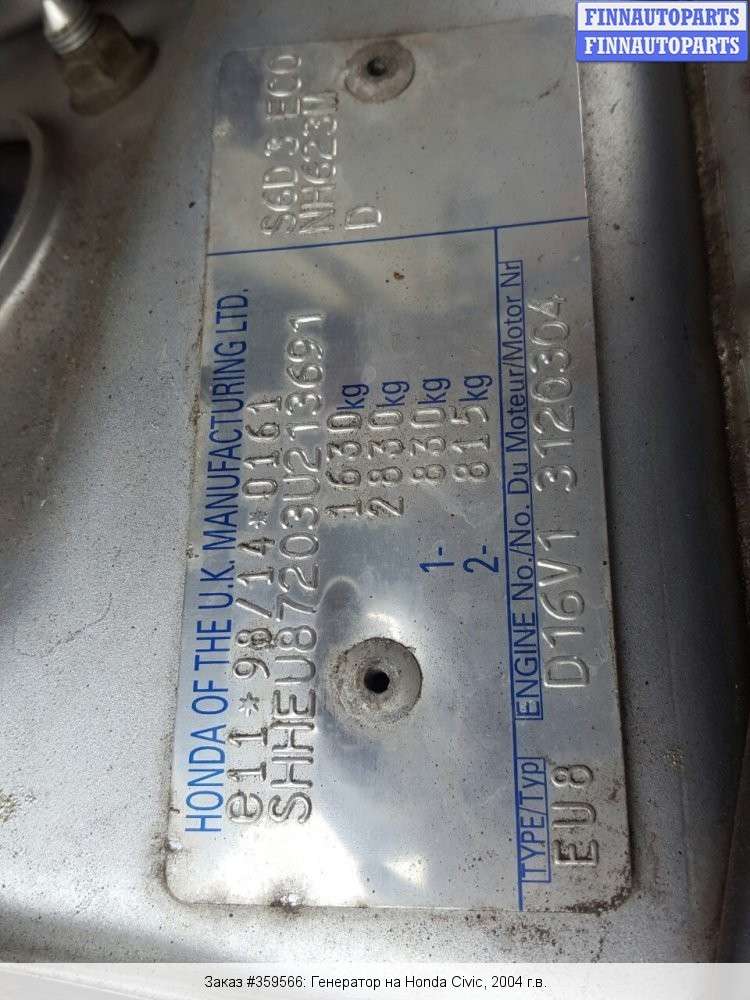 FINNAUTOPARTS
FINNAUTOPARTS
S6D 3 ECO
NH623M
D
HONDA OF THE U.K. MANUFACTURING LTD.
e11*98/14*0161
SHHEU87203U213691
1630kg
2830kg
1- 830kg
2- 815kg
TYPE/Typ ENGINE No./No. Du Moteur/Motor Nr
EU8 D16V1 3120304
Заказ #359566: Генератор на Honda Civic, 2004 г.в.